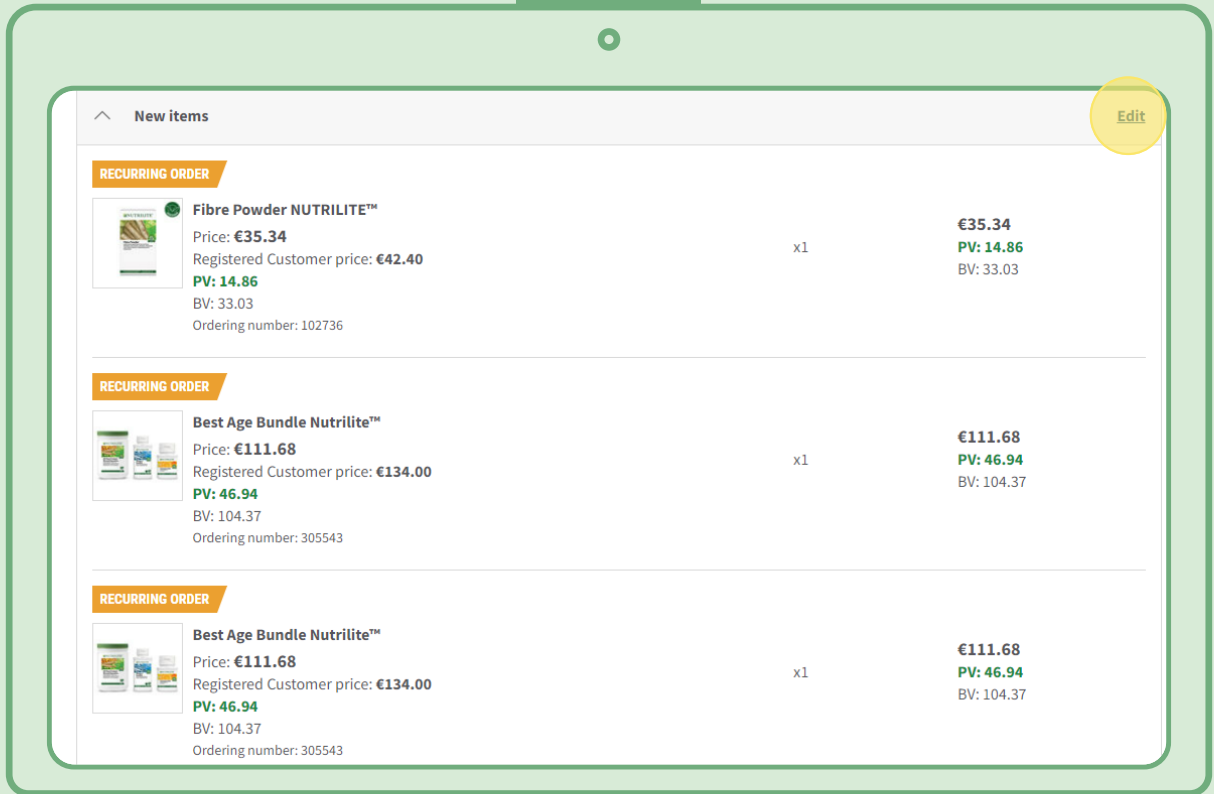 New items
Edit
RECURRING ORDER
Fibre Powder NUTRILITE™
Price: €35.34
Registered Customer price: €42.40
PV: 14.86
BV: 33.03
Ordering number: 102736
x1
€35.34
PV: 14.86
BV: 33.03
RECURRING ORDER
Best Age Bundle Nutrilite™
Price: €111.68
Registered Customer price: €134.00
PV: 46.94
BV: 104.37
Ordering number: 305543
x1
€111.68
PV: 46.94
BV: 104.37
RECURRING ORDER
Best Age Bundle Nutrilite™
Price: €111.68
Registered Customer price: €134.00
PV: 46.94
BV: 104.37
Ordering number: 305543
x1
€111.68
PV: 46.94
BV: 104.37